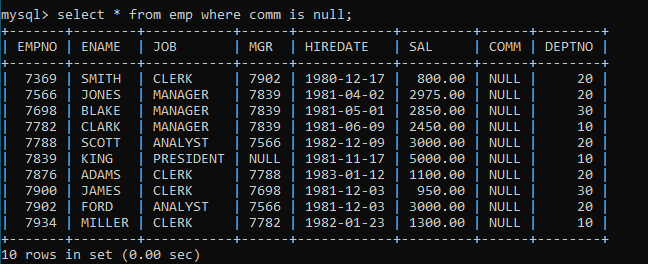 mysql> select * from emp where comm is null;
+-------+--------+-----------+------+------------+---------+------+--------+
| EMPNO | ENAME  | JOB       | MGR  | HIREDATE   | SAL     | COMM | DEPTNO |
+-------+--------+-----------+------+------------+---------+------+--------+
|  7369 | SMITH  | CLERK     | 7902 | 1980-12-17 |  800.00 | NULL |     20 |
|  7566 | JONES  | MANAGER   | 7839 | 1981-04-02 | 2975.00 | NULL |     20 |
|  7698 | BLAKE  | MANAGER   | 7839 | 1981-05-01 | 2850.00 | NULL |     30 |
|  7782 | CLARK  | MANAGER   | 7839 | 1981-06-09 | 2450.00 | NULL |     10 |
|  7788 | SCOTT  | ANALYST   | 7566 | 1982-12-09 | 3000.00 | NULL |     20 |
|  7839 | KING   | PRESIDENT | NULL | 1981-11-17 | 5000.00 | NULL |     10 |
|  7876 | ADAMS  | CLERK     | 7788 | 1983-01-12 | 1100.00 | NULL |     20 |
|  7900 | JAMES  | CLERK     | 7698 | 1981-12-03 |  950.00 | NULL |     30 |
|  7902 | FORD   | ANALYST   | 7566 | 1981-12-03 | 3000.00 | NULL |     20 |
|  7934 | MILLER | CLERK     | 7782 | 1982-01-23 | 1300.00 | NULL |     10 |
+-------+--------+-----------+------+------------+---------+------+--------+
10 rows in set (0.00 sec)